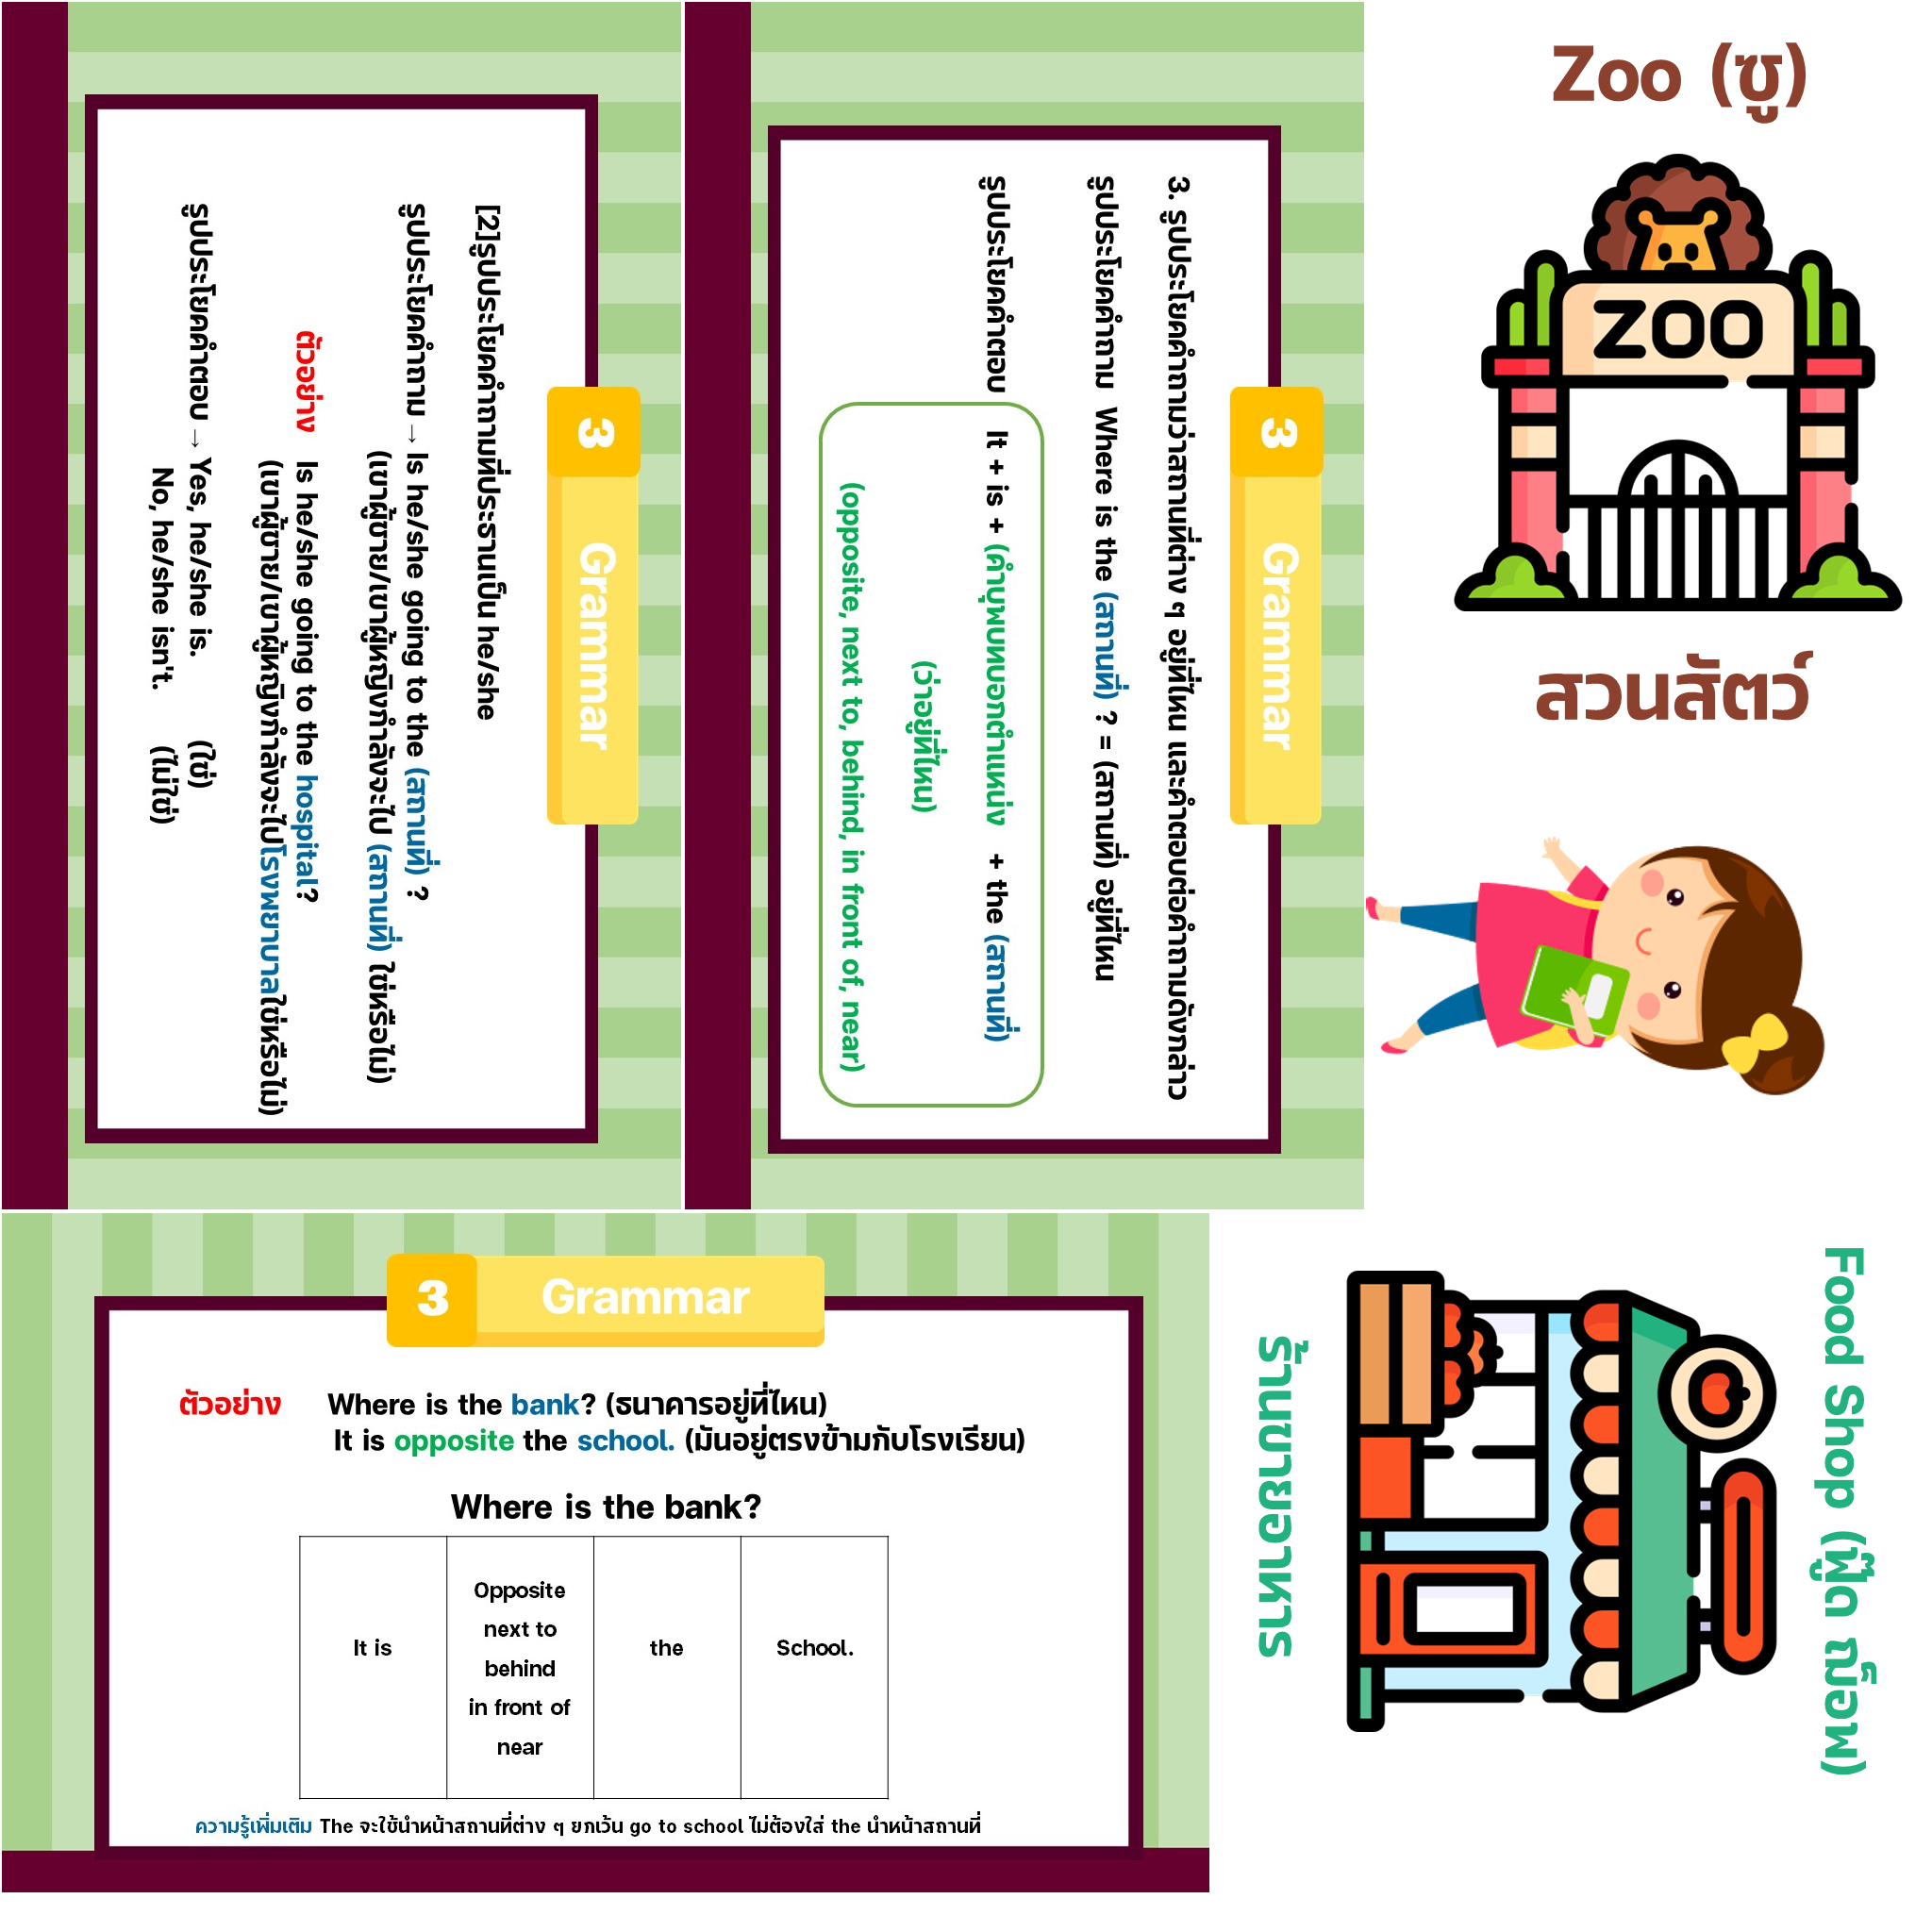 3
Grammar
[2]รูปประโยคคำถามที่ประธานเป็น he/she
รูปประโยคคำถาม → Is he/she going to the (สถานที่) ?
(เขาผู้ชาย/เขาผู้หญิงกำลังจะไป (สถานที่) ใช่หรือไม่)
ตัวอย่าง Is he/she going to the hospital?
(เขาผู้ชาย/เขาผู้หญิงกำลังจะไปโรงพยาบาลใช่หรือไม่)
รูปประโยคคำตอบ → Yes, he/she is. (ใช่)
No, he/she isn't. (ไม่ใช่)
3
Grammar
3. รูปประโยคคำถามว่าสถานที่ต่าง ๆ อยู่ที่ไหน และคำตอบต่อคำถามดังกล่าว
รูปประโยคคำถาม Where is the (สถานที่) ? = (สถานที่) อยู่ที่ไหน
รูปประโยคคำตอบ It + is + (คำบุพบทบอกตำแหน่ง + the (สถานที่)
(ว่าอยู่ที่ไหน)
(opposite, next to, behind, in front of, near)
Zoo (ซู)
ZOO
สวนสัตว์
3
Grammar
ตัวอย่าง Where is the bank? (ธนาคารอยู่ที่ไหน)
It is opposite the school. (มันอยู่ตรงข้ามกับโรงเรียน)
Where is the bank?
It is
Opposite
next to
behind
in front of
near
the
School.
ความรู้เพิ่มเติม The จะใช้นำหน้าสถานที่ต่าง ๆ ยกเว้น go to school ไม่ต้องใส่ the นำหน้าสถานที่
Food Shop (ฟู๊ด ฌ็อพ)
ร้านขายอาหาร